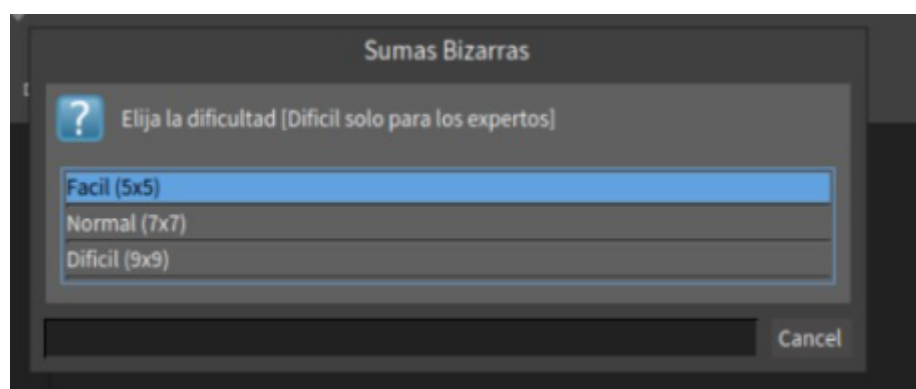 Sumas Bizarras
Elija la dificultad [Dificil solo para los expertos]
Facil (5x5)
Normal (7x7)
Dificil (9x9)
Cancel